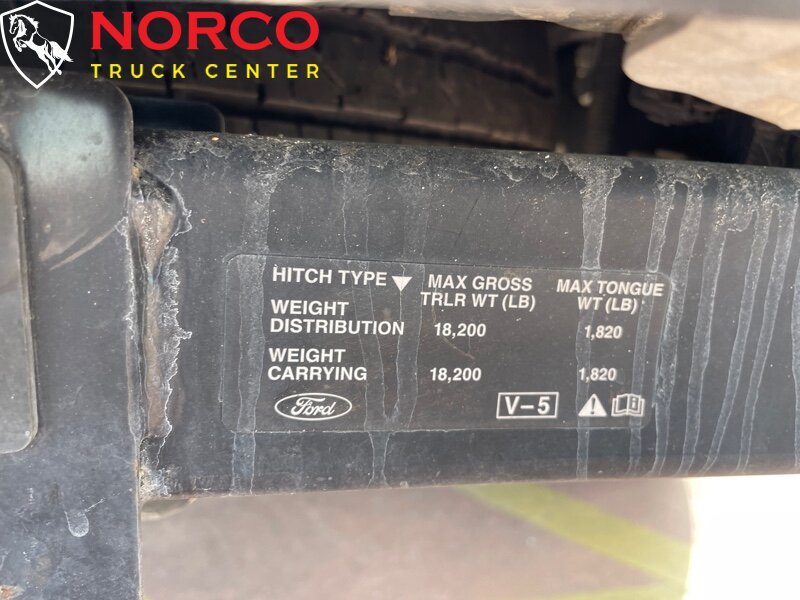 NORCO
TRUCK CENTER
HITCH TYPE ▼ MAX GROSS TRLR WT (LB) MAX TONGUE WT (LB)
WEIGHT DISTRIBUTION 18,200 1,820
WEIGHT CARRYING 18,200 1,820
Ford V-5